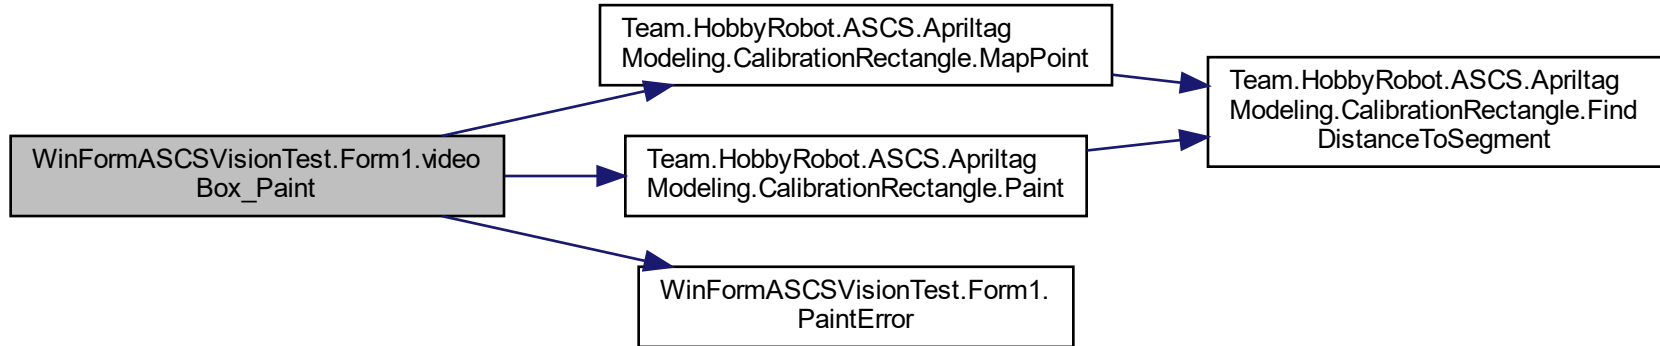 WinFormASCSVisionTest.Form1.video
Box_Paint
Team.HobbyRobot.ASCS.Apriltag
Modeling.CalibrationRectangle.MapPoint
Team.HobbyRobot.ASCS.Apriltag
Modeling.CalibrationRectangle.Paint
WinFormASCSVisionTest.Form1.
PaintError
Team.HobbyRobot.ASCS.Apriltag
Modeling.CalibrationRectangle.Find
DistanceToSegment